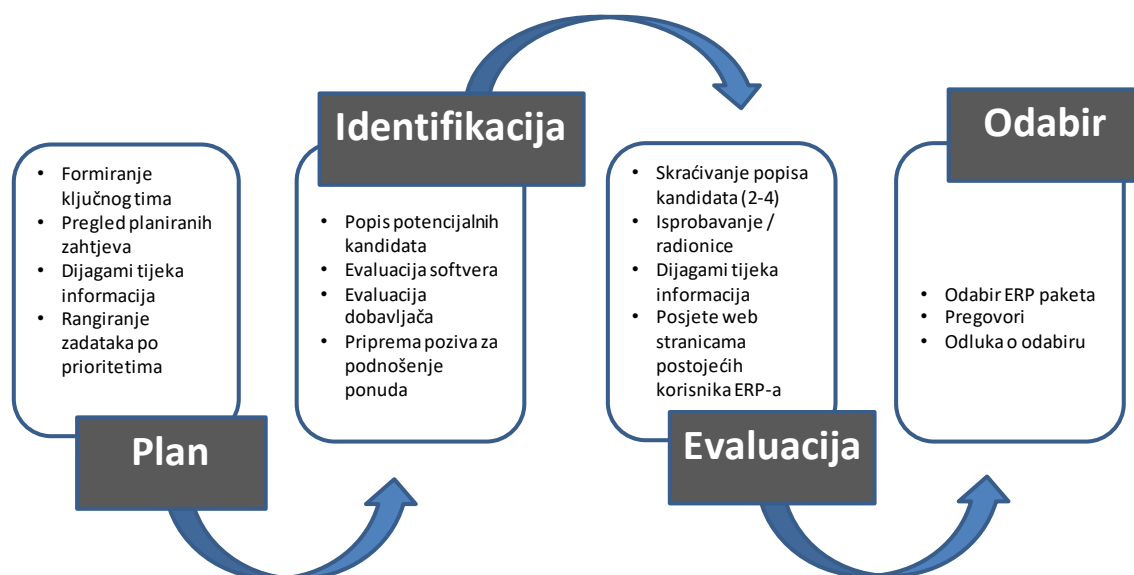 Plan
• Formiranje
ključnog tima
• Pregled planiranih
zahtjeva
• Dijagami tijeka
informacija
• Rangiranje
zadataka po
prioritetima
Identifikacija
• Popis potencijalnih
kandidata
• Evaluacija softvera
• Evaluacija
dobavljača
• Priprema poziva za
podnošenje
ponuda
Evaluacija
• Skraćivanje popisa
kandidata (2-4)
• Isprobavanje /
radionice
• Dijagami tijeka
informacija
• Posjete web
stranicama
postojećih
korisnika ERP-a
Odabir
• Odabir ERP paketa
• Pregovori
• Odluka o odabiru